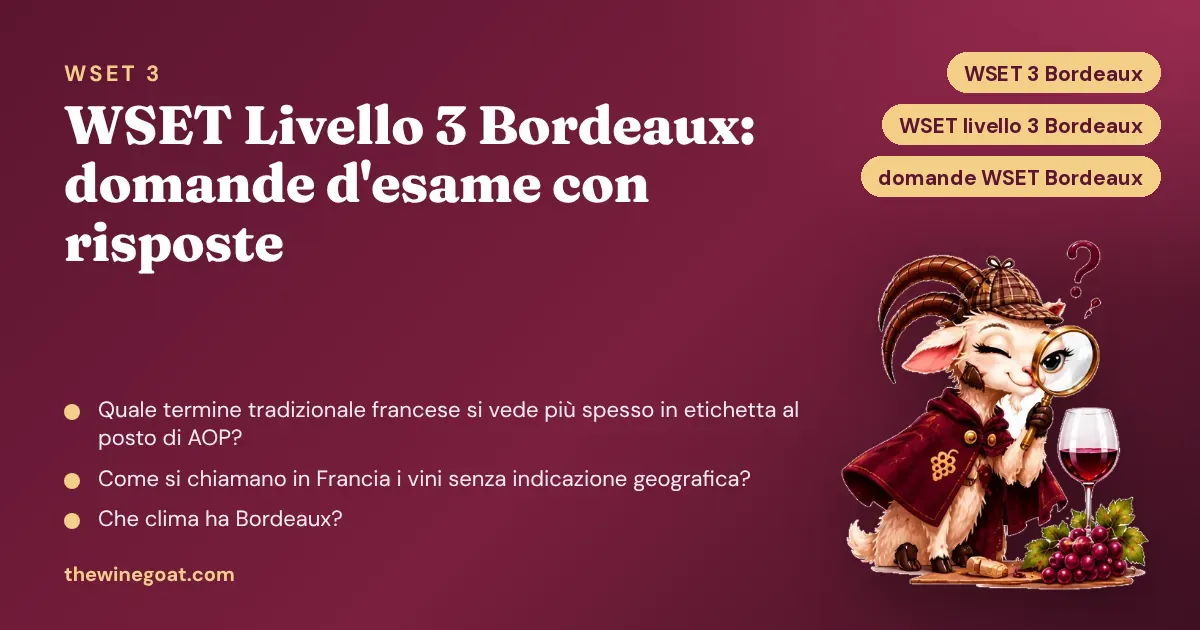 WSET 3
WSET Livello 3 Bordeaux:
domande d'esame con
risposte
WSET 3 Bordeaux
WSET livello 3 Bordeaux
domande WSET Bordeaux
Quale termine tradizionale francese si vede più spesso in etichetta al
posto di AOP?
Come si chiamano in Francia i vini senza indicazione geografica?
Che clima ha Bordeaux?
thewinegoat.com